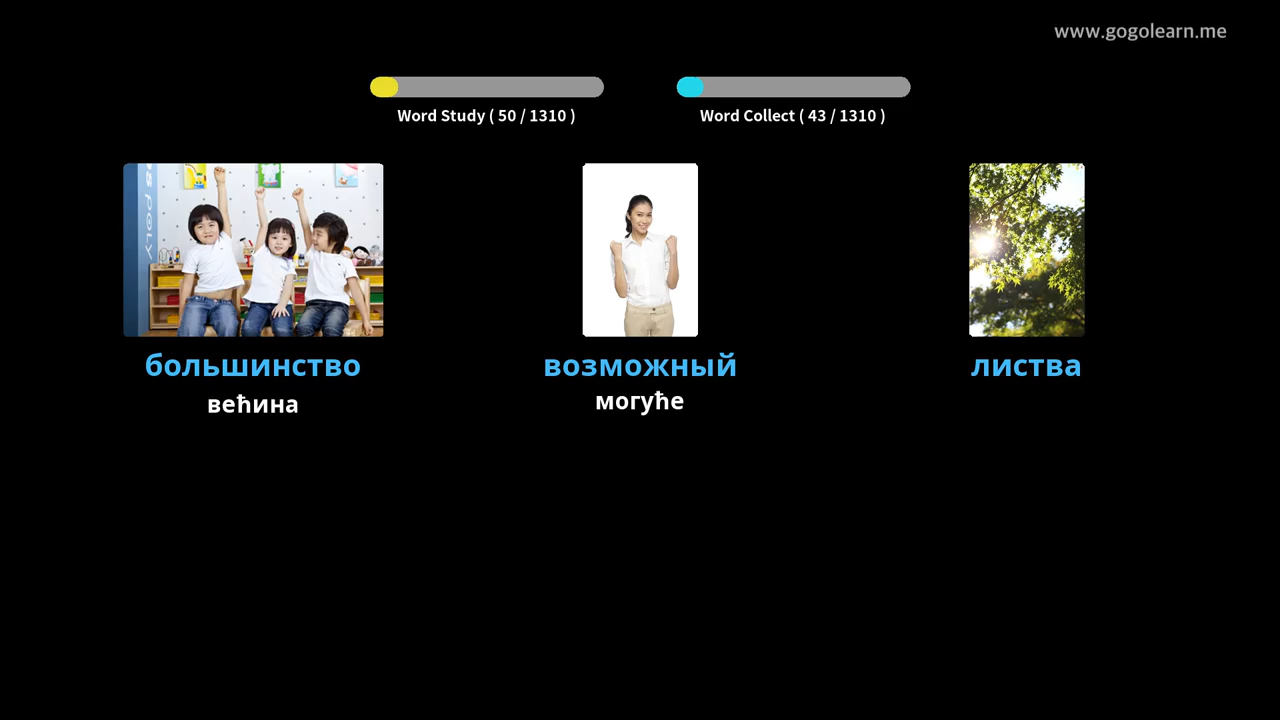 www.gogolearn.me
Word Study ( 50 / 1310 )
Word Collect ( 43 / 1310 )
большинство
већина
возможный
могуће
листва